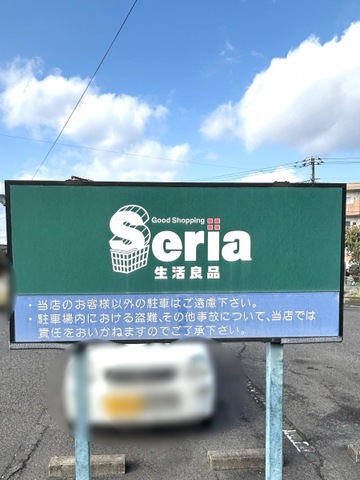 Good Shopping
Seria
生活良品
・当店のお客様以外の駐車はご遠慮下さい。
・駐車場内における盗難、その他事故について、当店では
責任をおいかねますのでご了承下さい。